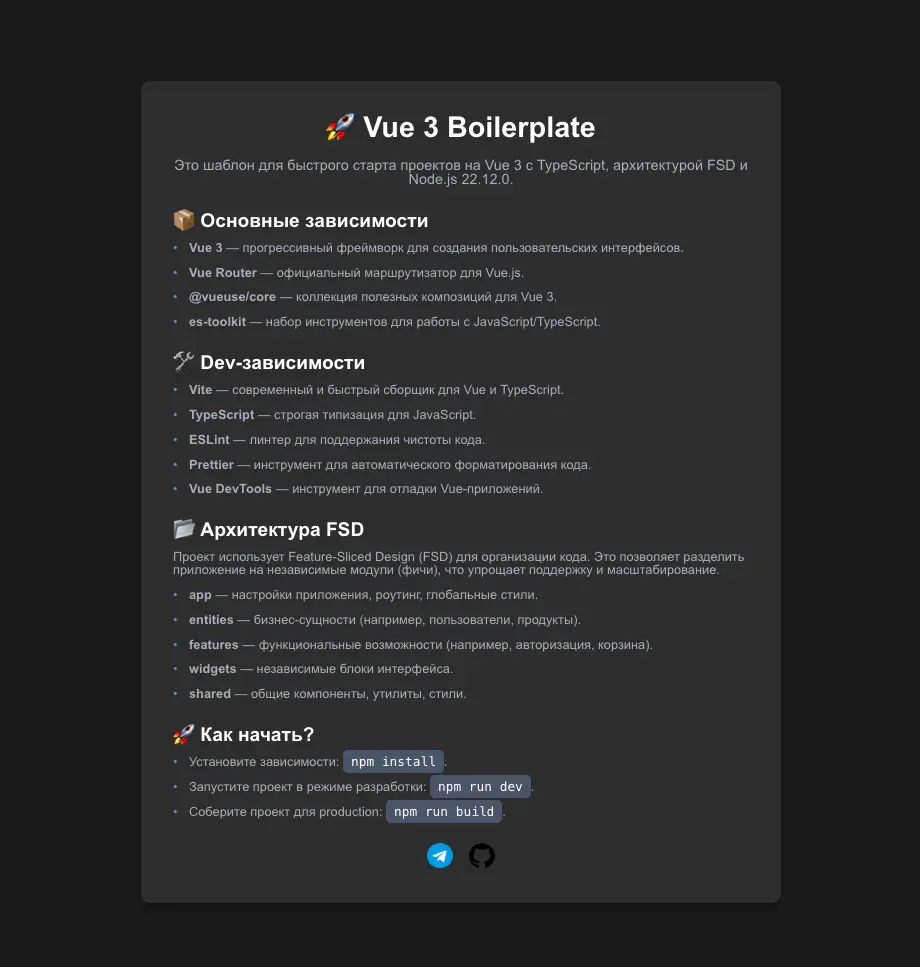 🚀 Vue 3 Boilerplate
Это шаблон для быстрого старта проектов на Vue 3 с TypeScript, архитектурой FSD и
Node.js 22.12.0.
📦 Основные зависимости
• Vue 3 — прогрессивный фреймворк для создания пользовательских интерфейсов.
• Vue Router — официальный маршрутизатор для Vue.js.
• @vueuse/core — коллекция полезных композиций для Vue 3.
• es-toolkit — набор инструментов для работы с JavaScript/TypeScript.
🛠 Dev-зависимости
• Vite — современный и быстрый сборщик для Vue и TypeScript.
• TypeScript — строгая типизация для JavaScript.
• ESLint — линтер для поддержания чистоты кода.
• Prettier — инструмент для автоматического форматирования кода.
• Vue DevTools — инструмент для отладки Vue-приложений.
📂 Архитектура FSD
Проект использует Feature-Sliced Design (FSD) для организации кода. Это позволяет разделить
приложение на независимые модули (фичи), что упрощает поддержку и масштабирование.
• app — настройки приложения, роутинг, глобальные стили.
• entities — бизнес-сущности (например, пользователи, продукты).
• features — функциональные возможности (например, авторизация, корзина).
• widgets — независимые блоки интерфейса.
• shared — общие компоненты, утилиты, стили.
🚀 Как начать?
• Установите зависимости: npm install.
• Запустите проект в режиме разработки: npm run dev.
• Соберите проект для production: npm run build.